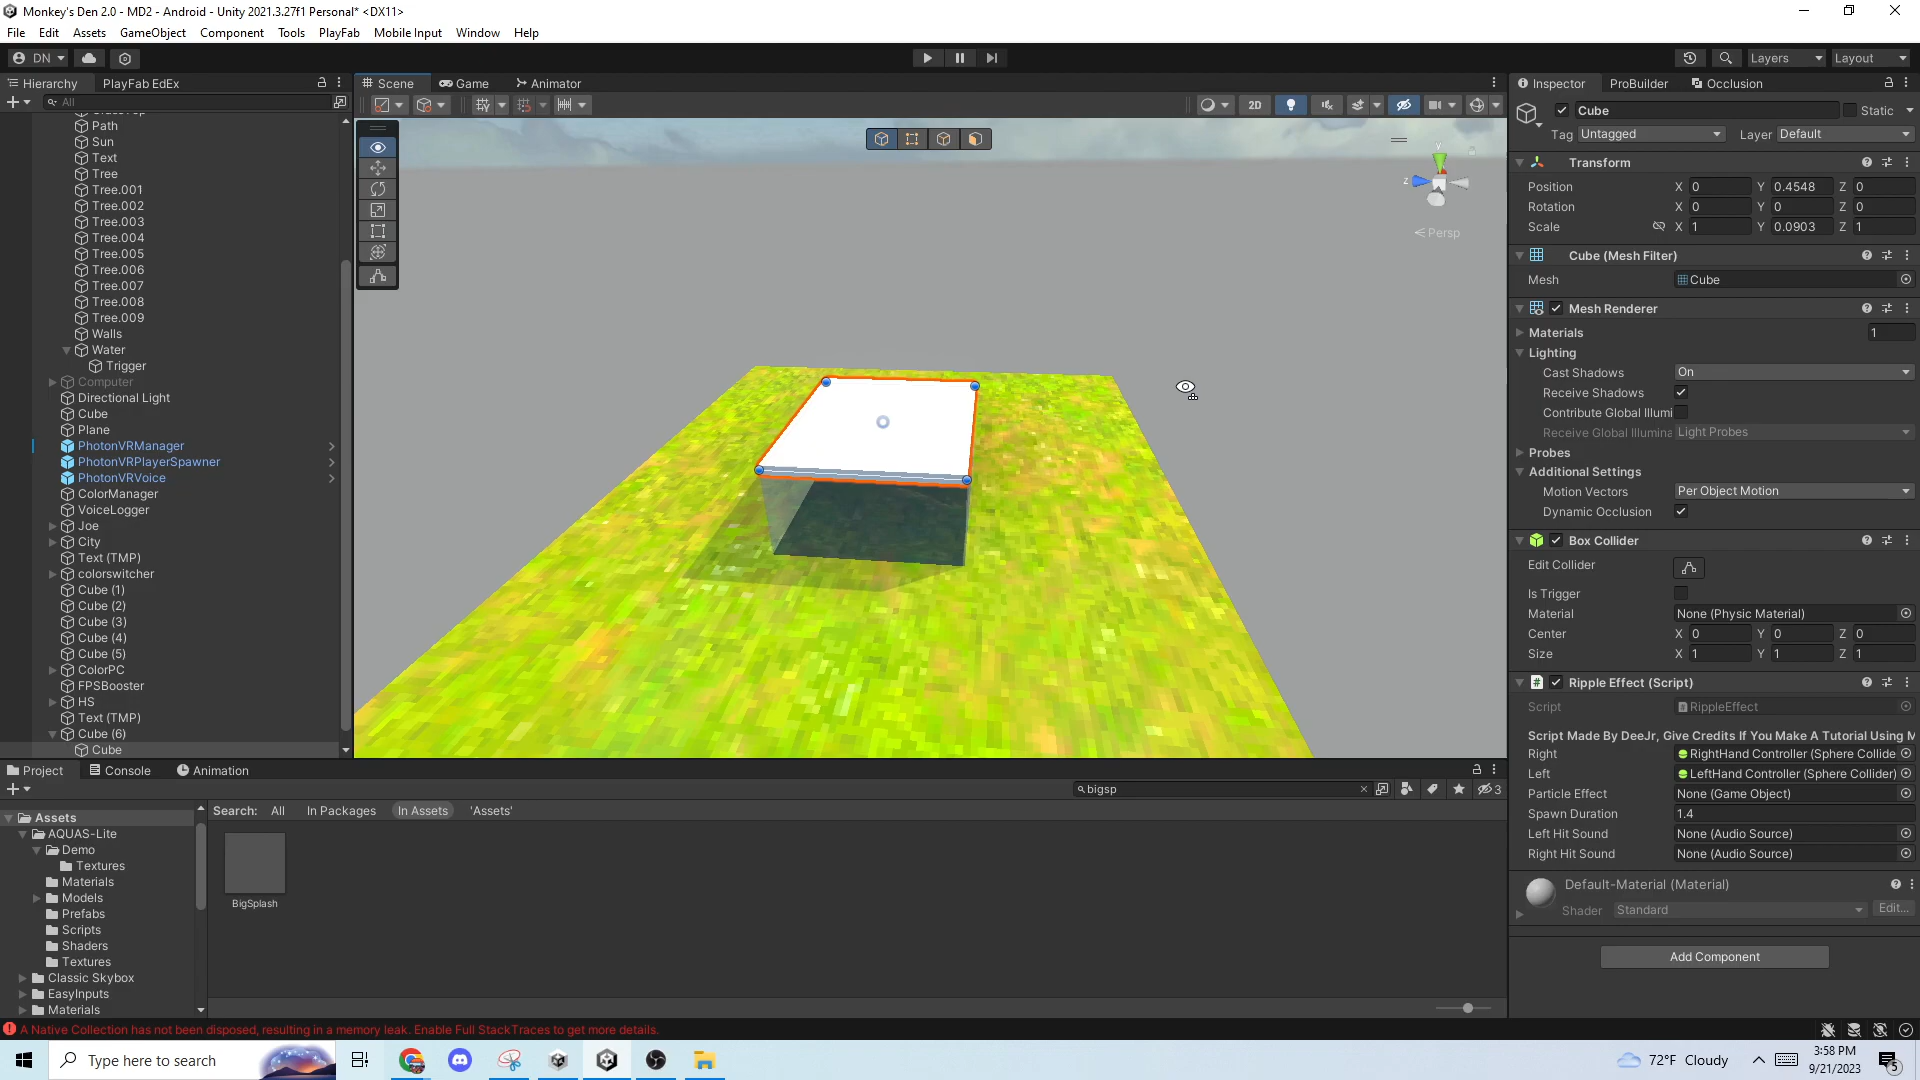 Monkey's Den 2.0 - MD2 - Android - Unity 2021.3.27f1 Personal* <DX11>
File Edit Assets GameObject Component Tools PlayFab Mobile Input Window Help
DN Layers Layout
Hierarchy PlayFab EdEx
All
Path
Sun
Text
Tree
Tree.001
Tree.002
Tree.003
Tree.004
Tree.005
Tree.006
Tree.007
Tree.008
Tree.009
Walls
Water
Trigger
Computer
Directional Light
Cube
Plane
PhotonVRManager
PhotonVRPlayerSpawner
PhotonVRVoice
ColorManager
VoiceLogger
Joe
City
Text (TMP)
colorswitcher
Cube (1)
Cube (2)
Cube (3)
Cube (4)
Cube (5)
ColorPC
FPSBooster
HS
Text (TMP)
Cube (6)
Cube
Scene Game Animator
2D
y
z
Persp
Inspector ProBuilder Occlusion
Cube Static
Tag Untagged Layer Default
Transform
Position X 0 Y 0.4548 Z 0
Rotation X 0 Y 0 Z 0
Scale X 1 Y 0.0903 Z 1
Cube (Mesh Filter)
Mesh Cube
Mesh Renderer
Materials 1
Lighting
Cast Shadows On
Receive Shadows
Contribute Global Illumi
Receive Global Illumina Light Probes
Probes
Additional Settings
Motion Vectors Per Object Motion
Dynamic Occlusion
Box Collider
Edit Collider
Is Trigger
Material None (Physic Material)
Center X 0 Y 0 Z 0
Size X 1 Y 1 Z 1
Ripple Effect (Script)
Script RippleEffect
Script Made By DeeJr, Give Credits If You Make A Tutorial Using M
Right RightHand Controller (Sphere Collide
Left LeftHand Controller (Sphere Collider)
Particle Effect None (Game Object)
Spawn Duration 1.4
Left Hit Sound None (Audio Source)
Right Hit Sound None (Audio Source)
Default-Material (Material)
Shader Standard Edit...
Add Component
Project Console Animation
bigsp 3
Search: All In Packages In Assets 'Assets'
Assets
AQUAS-Lite
Demo
Textures
Materials
Models
Prefabs
Scripts
Shaders
Textures
Classic Skybox
EasyInputs
Materials
BigSplash
A Native Collection has not been disposed, resulting in a memory leak. Enable Full StackTraces to get more details.
Type here to search
72°F Cloudy
3:58 PM
9/21/2023
5